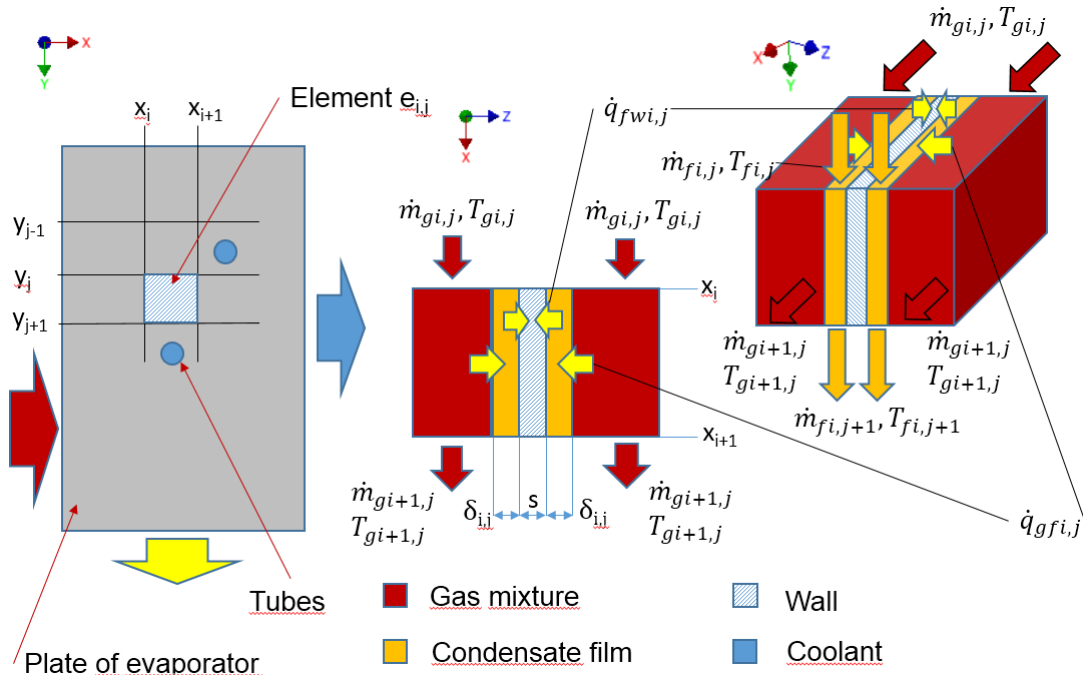 X
Y
x_i
x_{i+1}
Element e_{i,j}
y_{j-1}
y_j
y_{j+1}
Tubes
Plate of evaporator
Z
X
ṁ_{gi,j}, T_{gi,j}
ṁ_{gi,j}, T_{gi,j}
x_i
x_{i+1}
ṁ_{gi+1,j}
T_{gi+1,j}
δ_{i,j}
s
δ_{i,j}
ṁ_{gi+1,j}
T_{gi+1,j}
q̇_{fwi,j}
X
Z
Y
ṁ_{gi,j}, T_{gi,j}
ṁ_{fi,j}, T_{fi,j}
ṁ_{gi+1,j}
T_{gi+1,j}
ṁ_{gi+1,j}
T_{gi+1,j}
ṁ_{fi,j+1}, T_{fi,j+1}
q̇_{gfi,j}
Gas mixture
Wall
Condensate film
Coolant